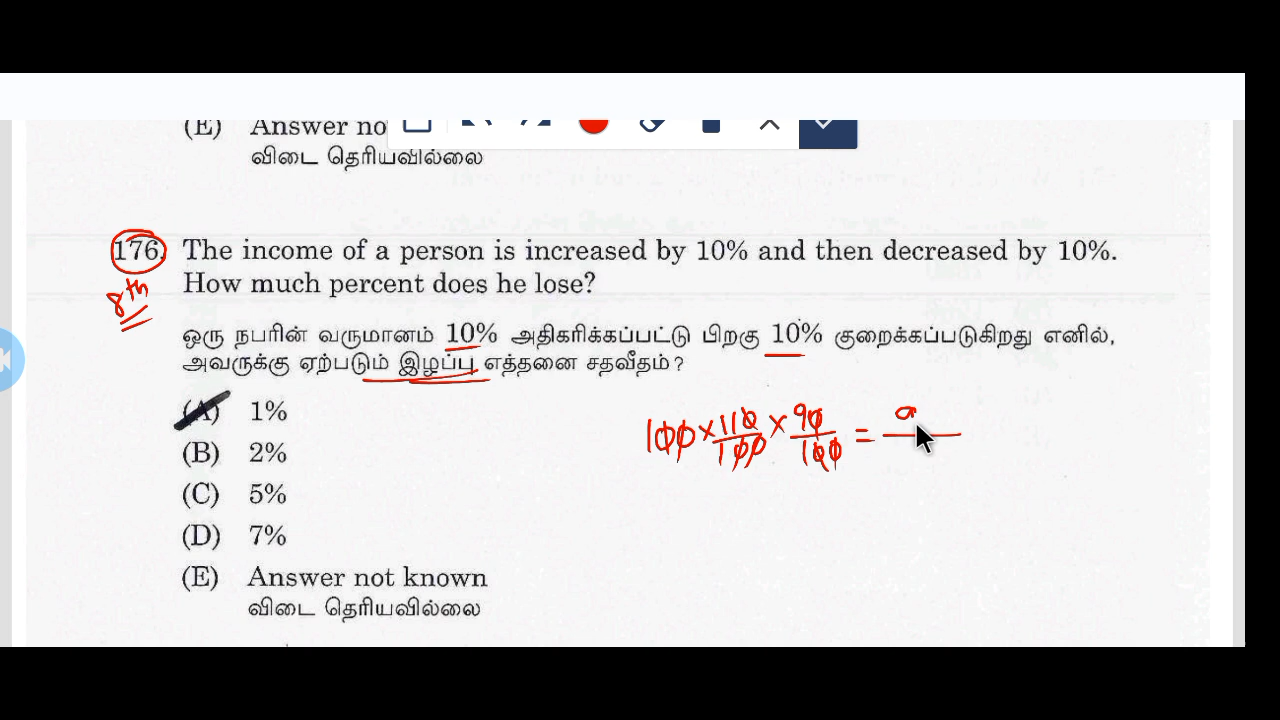 (E) Answer no
விடை தெரியவில்லை
176. The income of a person is increased by 10% and then decreased by 10%.
How much percent does he lose?
8th
ஒரு நபரின் வருமானம் 10% அதிகரிக்கப்பட்டு பிறகு 10% குறைக்கப்படுகிறது எனில்,
அவருக்கு ஏற்படும் இழப்பு எத்தனை சதவீதம்?
(A) 1%
100 × 110/100 × 90/100 =
(B) 2%
(C) 5%
(D) 7%
(E) Answer not known
விடை தெரியவில்லை